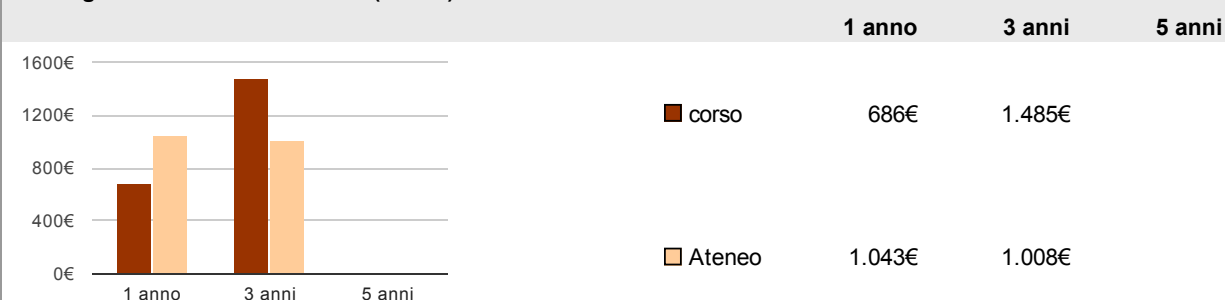 1 anno 3 anni 5 anni
1600€
1200€
800€
400€
0€
1 anno 3 anni 5 anni
corso 686€ 1.485€
Ateneo 1.043€ 1.008€